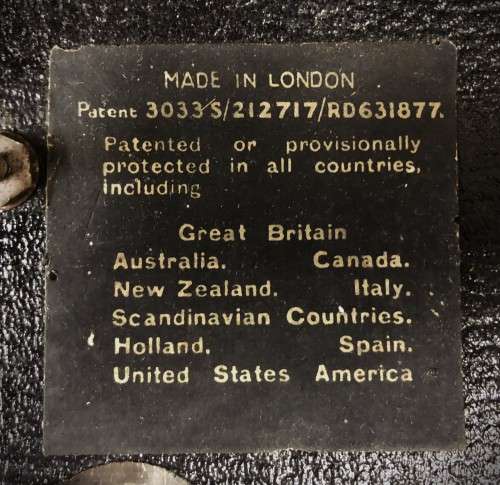 MADE IN LONDON
Patent 3033S/212717/RD631877.
Patented or provisionally
protected in all countries,
including
Great Britain
Australia. Canada.
New Zealand. Italy.
Scandinavian Countries.
Holland. Spain.
United States America